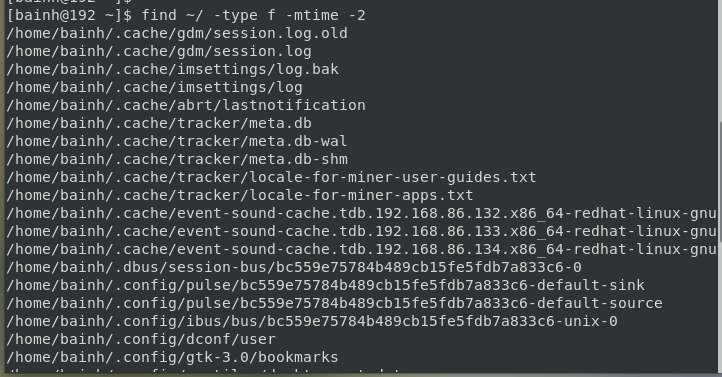 [bainh@192 ~]$
[bainh@192 ~]$ find ~/ -type f -mtime -2
/home/bainh/.cache/gdm/session.log.old
/home/bainh/.cache/gdm/session.log
/home/bainh/.cache/imsettings/log.bak
/home/bainh/.cache/imsettings/log
/home/bainh/.cache/abrt/lastnotification
/home/bainh/.cache/tracker/meta.db
/home/bainh/.cache/tracker/meta.db-wal
/home/bainh/.cache/tracker/meta.db-shm
/home/bainh/.cache/tracker/locale-for-miner-user-guides.txt
/home/bainh/.cache/tracker/locale-for-miner-apps.txt
/home/bainh/.cache/event-sound-cache.tdb.192.168.86.132.x86_64-redhat-linux-gnu
/home/bainh/.cache/event-sound-cache.tdb.192.168.86.133.x86_64-redhat-linux-gnu
/home/bainh/.cache/event-sound-cache.tdb.192.168.86.134.x86_64-redhat-linux-gnu
/home/bainh/.dbus/session-bus/bc559e75784b489cb15fe5fdb7a833c6-0
/home/bainh/.config/pulse/bc559e75784b489cb15fe5fdb7a833c6-default-sink
/home/bainh/.config/pulse/bc559e75784b489cb15fe5fdb7a833c6-default-source
/home/bainh/.config/ibus/bus/bc559e75784b489cb15fe5fdb7a833c6-unix-0
/home/bainh/.config/dconf/user
/home/bainh/.config/gtk-3.0/bookmarks